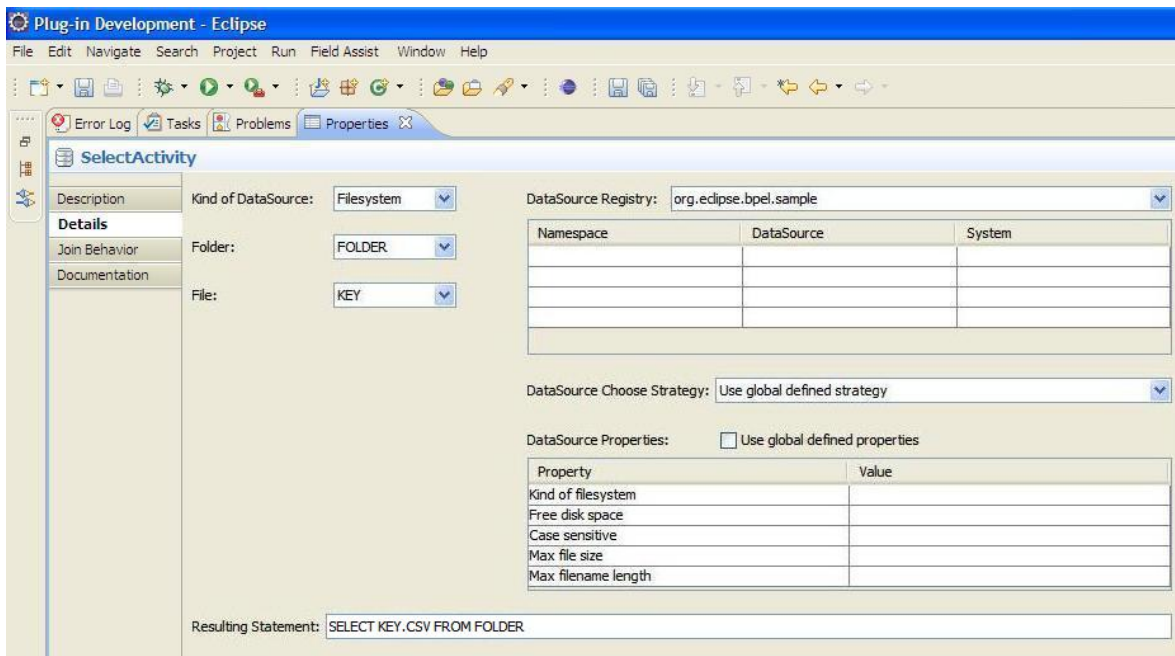 Plug-in Development - Eclipse
File Edit Navigate Search Project Run Field Assist Window Help
Error Log Tasks Problems Properties
SelectActivity
Description
Details
Join Behavior
Documentation
Kind of DataSource: Filesystem
Folder: FOLDER
File: KEY
DataSource Registry: org.eclipse.bpel.sample
Namespace DataSource System
DataSource Choose Strategy: Use global defined strategy
DataSource Properties: Use global defined properties
Property Value
Kind of filesystem
Free disk space
Case sensitive
Max file size
Max filename length
Resulting Statement: SELECT KEY.CSV FROM FOLDER